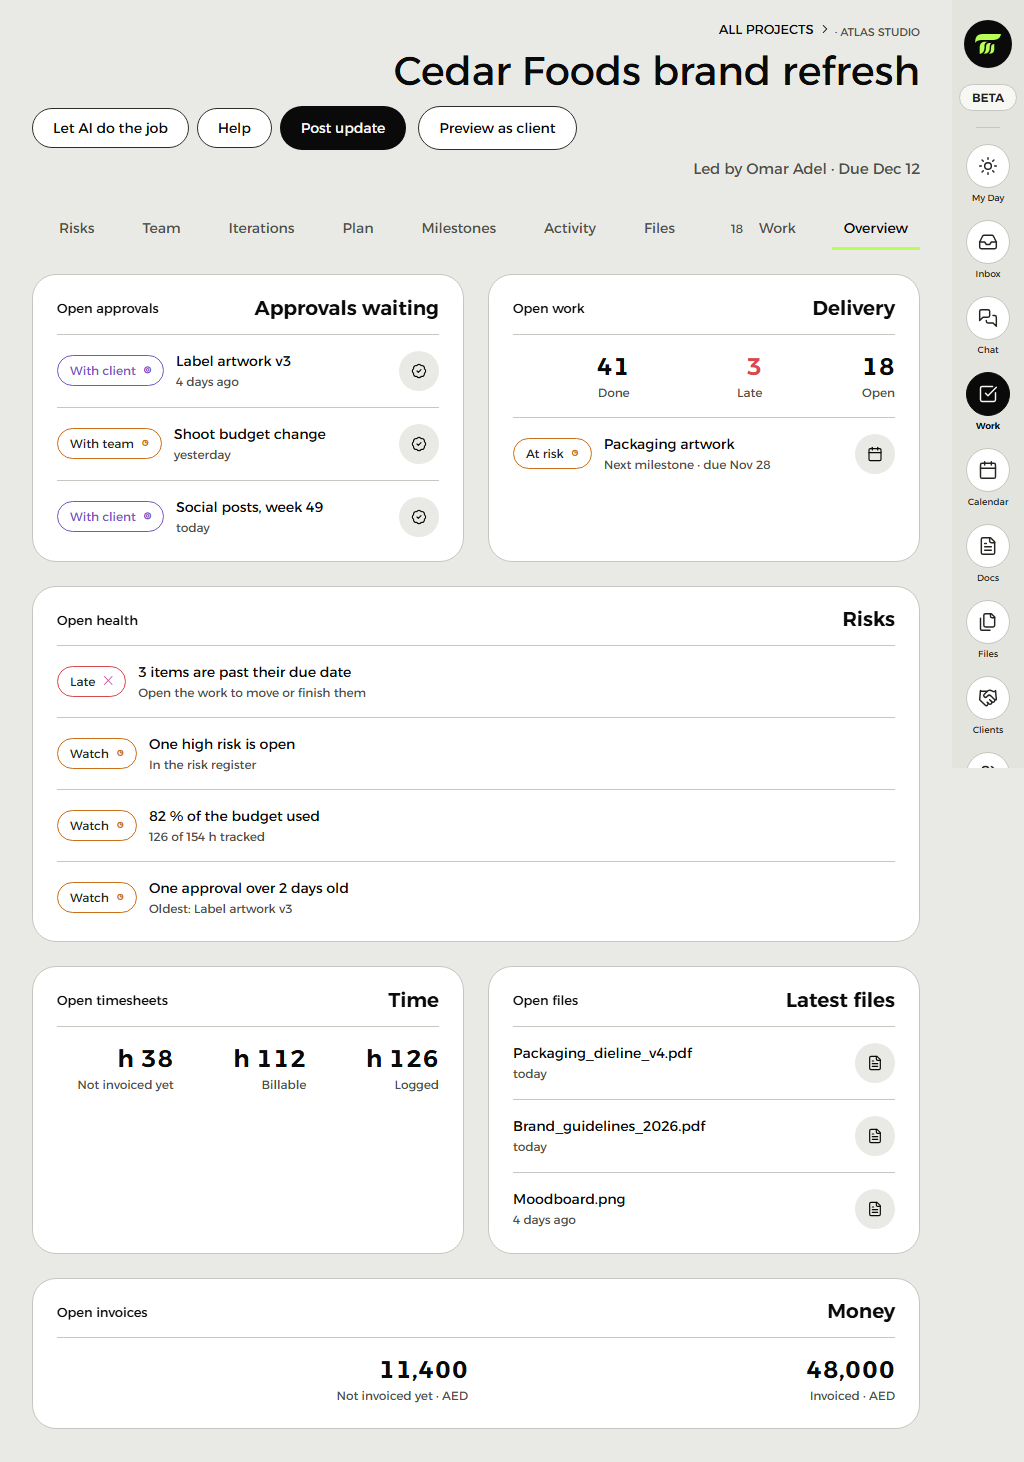 ALL PROJECTS > · ATLAS STUDIO
Cedar Foods brand refresh
Let AI do the job
Help
Post update
Preview as client
Led by Omar Adel · Due Dec 12
Risks
Team
Iterations
Plan
Milestones
Activity
Files
18 Work
Overview
Open approvals
Approvals waiting
With client
Label artwork v3
4 days ago
With team
Shoot budget change
yesterday
With client
Social posts, week 49
today
Open work
Delivery
41
Done
3
Late
18
Open
At risk
Packaging artwork
Next milestone · due Nov 28
Open health
Risks
Late
3 items are past their due date
Open the work to move or finish them
Watch
One high risk is open
In the risk register
Watch
82 % of the budget used
126 of 154 h tracked
Watch
One approval over 2 days old
Oldest: Label artwork v3
Open timesheets
Time
h 38
Not invoiced yet
h 112
Billable
h 126
Logged
Open files
Latest files
Packaging_dieline_v4.pdf
today
Brand_guidelines_2026.pdf
today
Moodboard.png
4 days ago
Open invoices
Money
11,400
Not invoiced yet · AED
48,000
Invoiced · AED
BETA
My Day
Inbox
Chat
Work
Calendar
Docs
Files
Clients